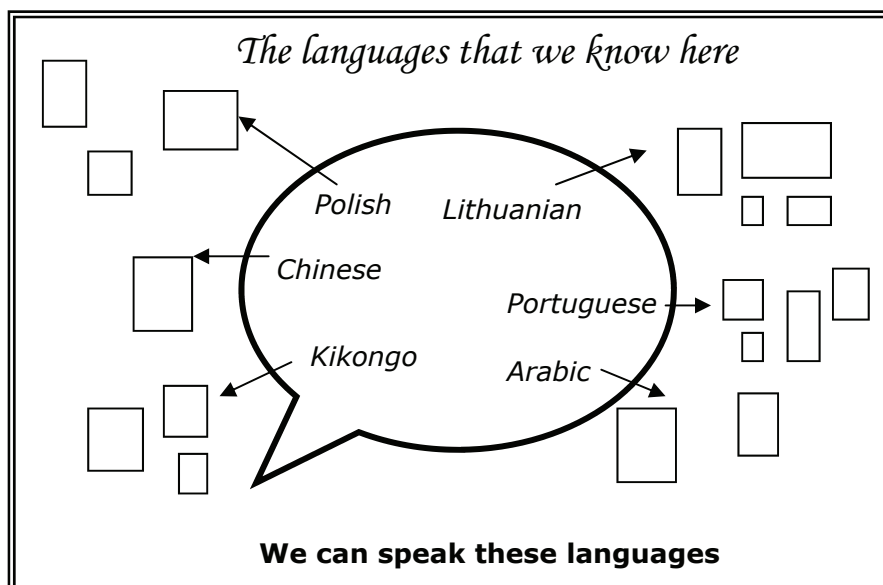 The languages that we know here
Polish
Lithuanian
Chinese
Portuguese
Kikongo
Arabic
We can speak these languages